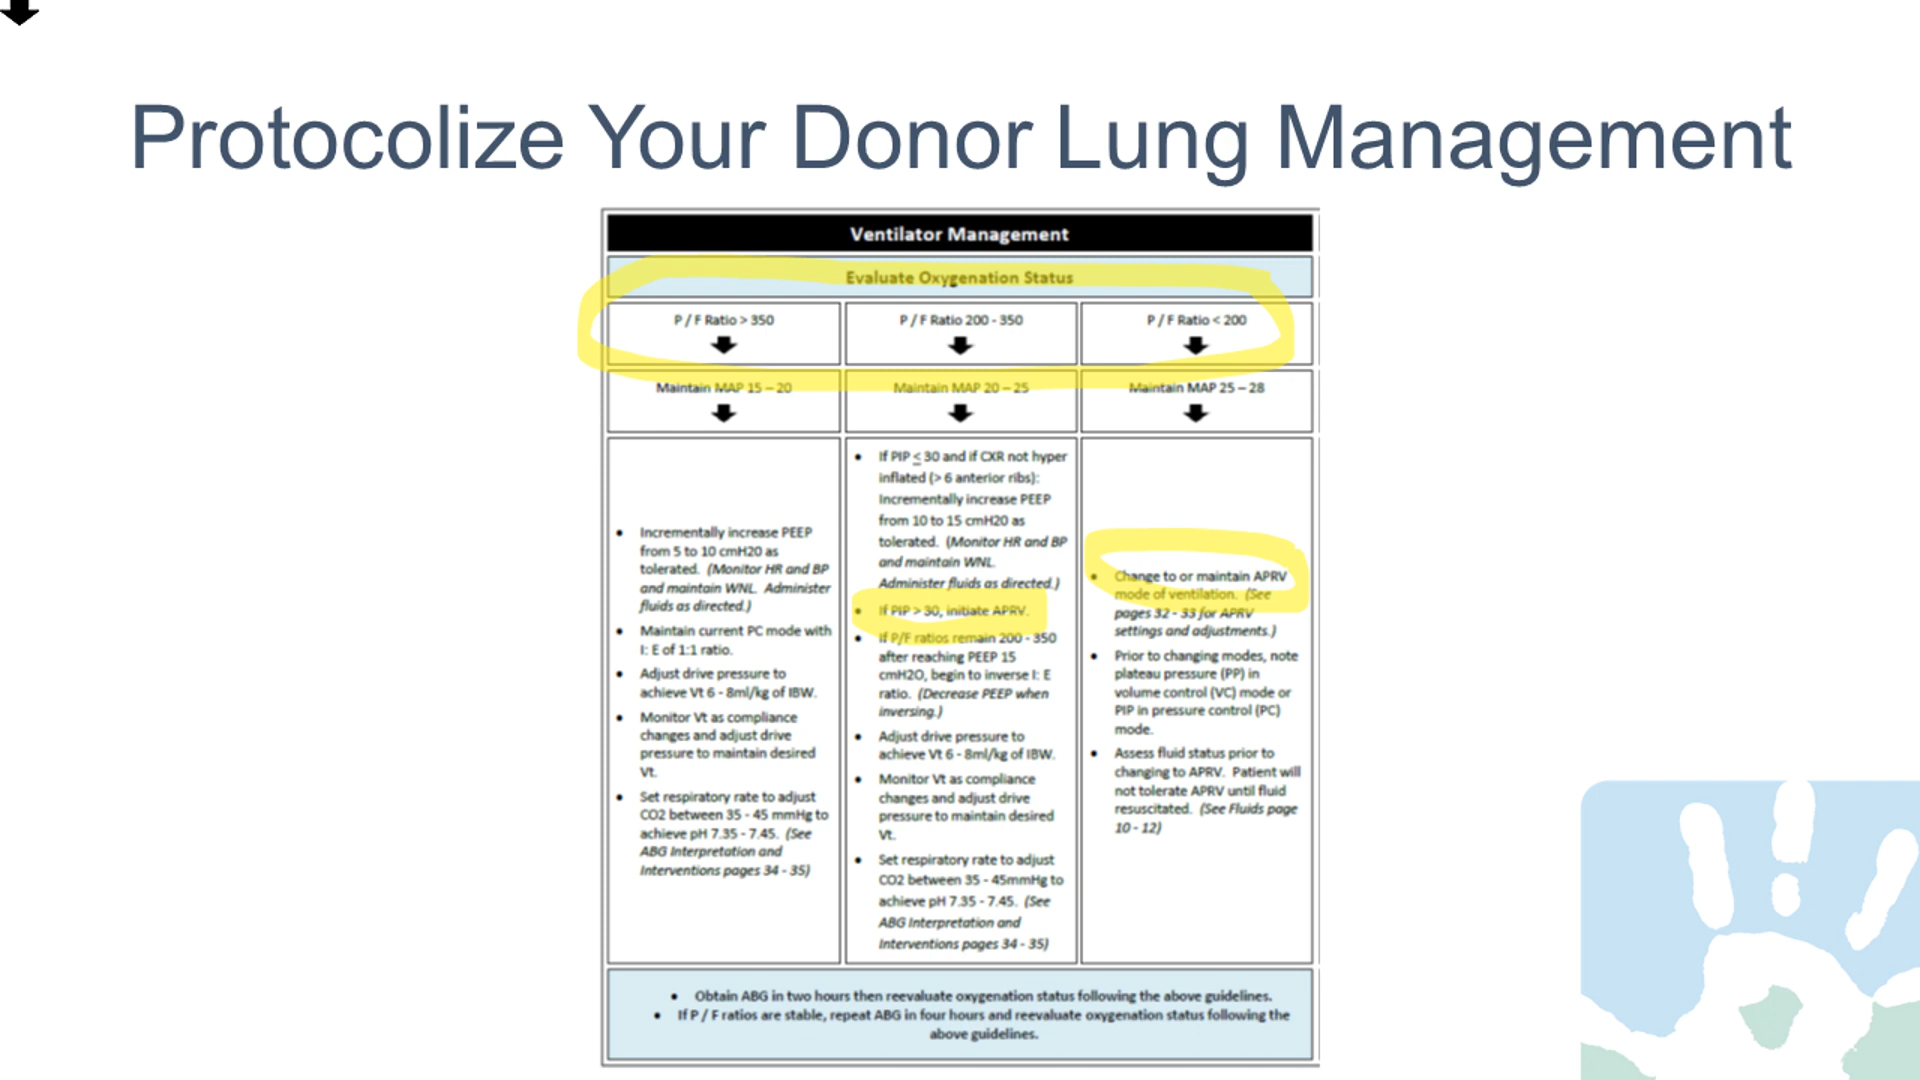 Protocolize Your Donor Lung Management
Ventilator Management
Evaluate Oxygenation Status
P / F Ratio > 350
P / F Ratio 200 - 350
P / F Ratio < 200
Maintain MAP 15 – 20
Maintain MAP 20 – 25
Maintain MAP 25 – 28
• Incrementally increase PEEP
from 5 to 10 cmH20 as
tolerated. (Monitor HR and BP
and maintain WNL. Administer
fluids as directed.)
• Maintain current PC mode with
I: E of 1:1 ratio.
• Adjust drive pressure to
achieve Vt 6 - 8ml/kg of IBW.
• Monitor Vt as compliance
changes and adjust drive
pressure to maintain desired
Vt.
• Set respiratory rate to adjust
CO2 between 35 - 45 mmHg to
achieve pH 7.35 - 7.45. (See
ABG Interpretation and
Interventions pages 34 - 35)
• If PIP ≤ 30 and if CXR not hyper
inflated (> 6 anterior ribs):
Incrementally increase PEEP
from 10 to 15 cmH20 as
tolerated. (Monitor HR and BP
and maintain WNL.
Administer fluids as directed.)
• If PIP > 30, initiate APRV.
• If P/F ratios remain 200 - 350
after reaching PEEP 15
cmH2O, begin to inverse I: E
ratio. (Decrease PEEP when
inversing.)
• Adjust drive pressure to
achieve Vt 6 - 8ml/kg of IBW.
• Monitor Vt as compliance
changes and adjust drive
pressure to maintain desired
Vt.
• Set respiratory rate to adjust
CO2 between 35 - 45mmHg to
achieve pH 7.35 - 7.45. (See
ABG Interpretation and
Interventions pages 34 - 35)
• Change to or maintain APRV
mode of ventilation. (See
pages 32 - 33 for APRV
settings and adjustments.)
• Prior to changing modes, note
plateau pressure (PP) in
volume control (VC) mode or
PIP in pressure control (PC)
mode.
• Assess fluid status prior to
changing to APRV. Patient will
not tolerate APRV until fluid
resuscitated. (See Fluids page
10 - 12)
• Obtain ABG in two hours then reevaluate oxygenation status following the above guidelines.
• If P / F ratios are stable, repeat ABG in four hours and reevaluate oxygenation status following the
above guidelines.